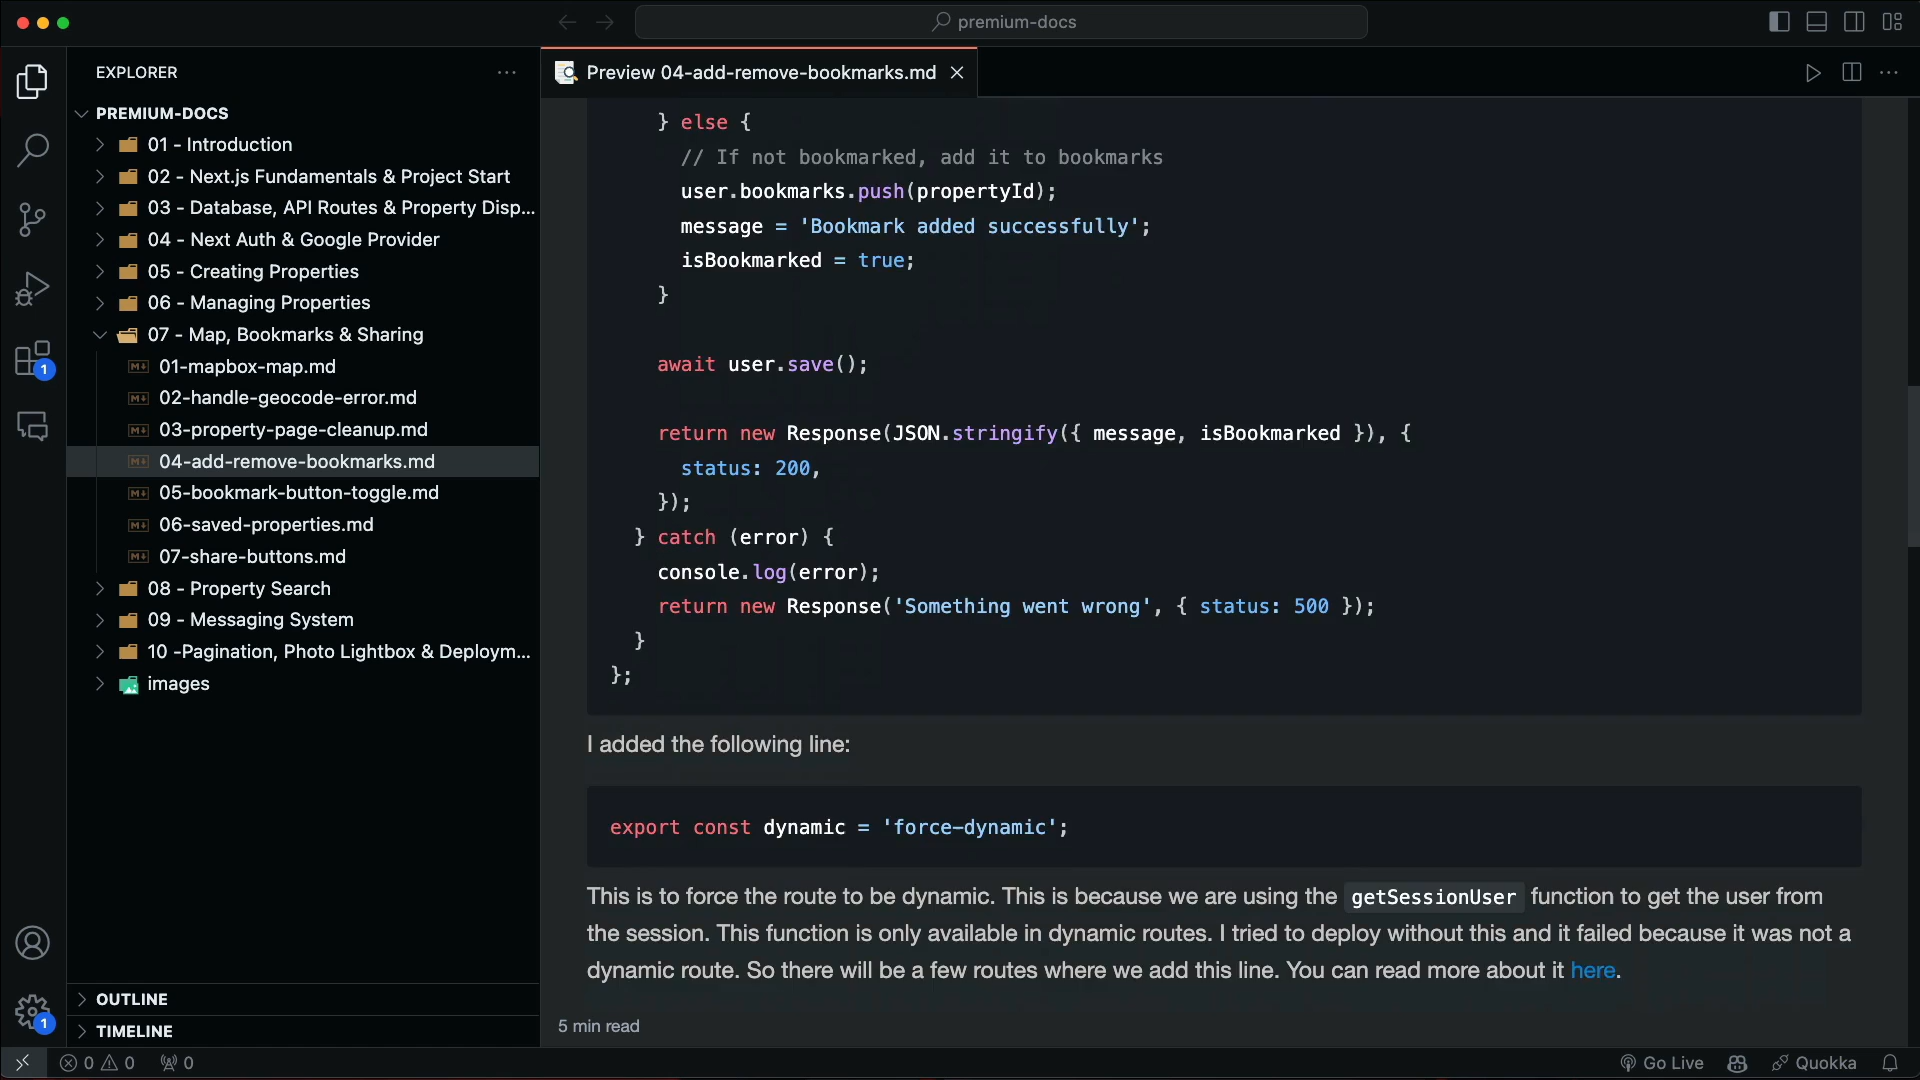 premium-docs
EXPLORER
Preview 04-add-remove-bookmarks.md
PREMIUM-DOCS
01 - Introduction
02 - Next.js Fundamentals & Project Start
03 - Database, API Routes & Property Disp...
04 - Next Auth & Google Provider
05 - Creating Properties
06 - Managing Properties
07 - Map, Bookmarks & Sharing
01-mapbox-map.md
02-handle-geocode-error.md
03-property-page-cleanup.md
04-add-remove-bookmarks.md
05-bookmark-button-toggle.md
06-saved-properties.md
07-share-buttons.md
08 - Property Search
09 - Messaging System
10 -Pagination, Photo Lightbox & Deploym...
images
OUTLINE
TIMELINE
1
1
} else {
// If not bookmarked, add it to bookmarks
user.bookmarks.push(propertyId);
message = 'Bookmark added successfully';
isBookmarked = true;
}
await user.save();
return new Response(JSON.stringify({ message, isBookmarked }), {
status: 200,
});
} catch (error) {
console.log(error);
return new Response('Something went wrong', { status: 500 });
}
};
I added the following line:
export const dynamic = 'force-dynamic';
This is to force the route to be dynamic. This is because we are using the getSessionUser function to get the user from
the session. This function is only available in dynamic routes. I tried to deploy without this and it failed because it was not a
dynamic route. So there will be a few routes where we add this line. You can read more about it here.
5 min read
0 0 0
Go Live
Quokka